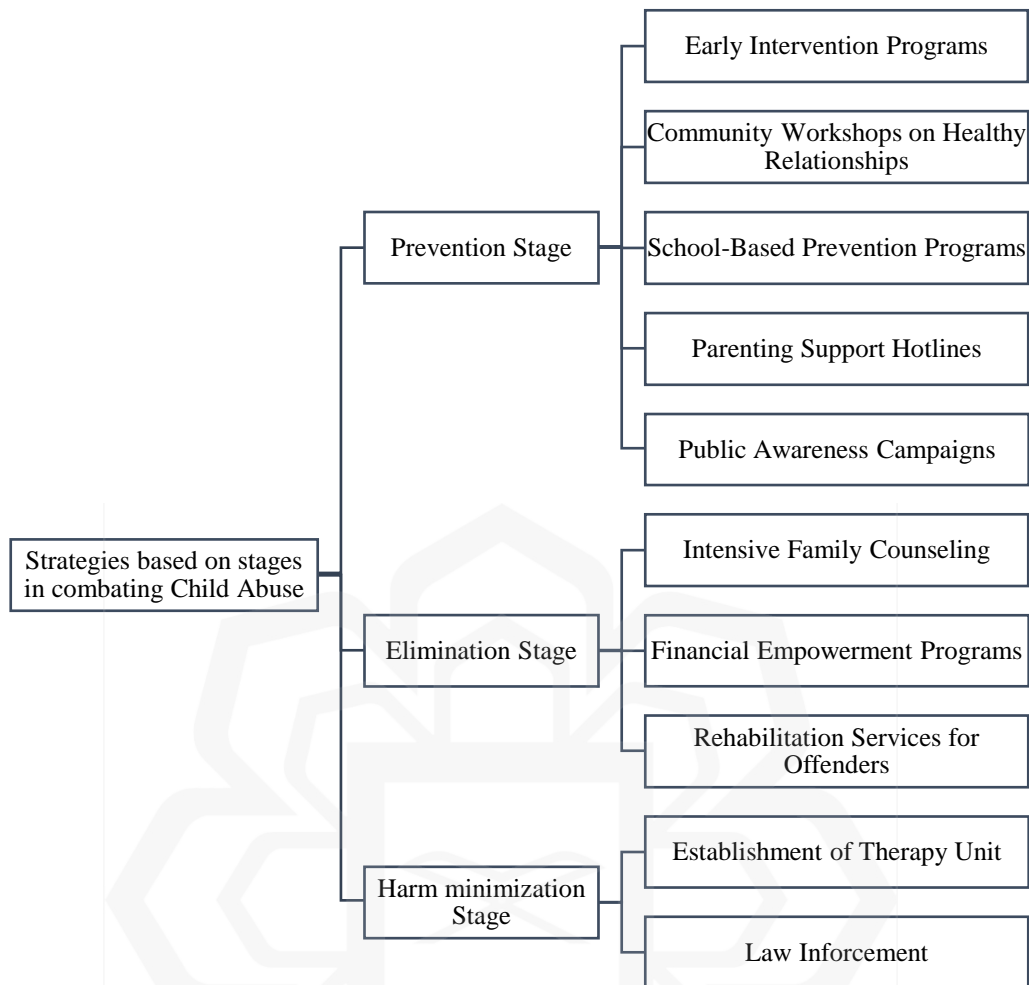 Strategies based on stages
in combating Child Abuse
Prevention Stage
Early Intervention Programs
Community Workshops on Healthy
Relationships
School-Based Prevention Programs
Parenting Support Hotlines
Public Awareness Campaigns
Elimination Stage
Intensive Family Counseling
Financial Empowerment Programs
Rehabilitation Services for
Offenders
Harm minimization
Stage
Establishment of Therapy Unit
Law Inforcement